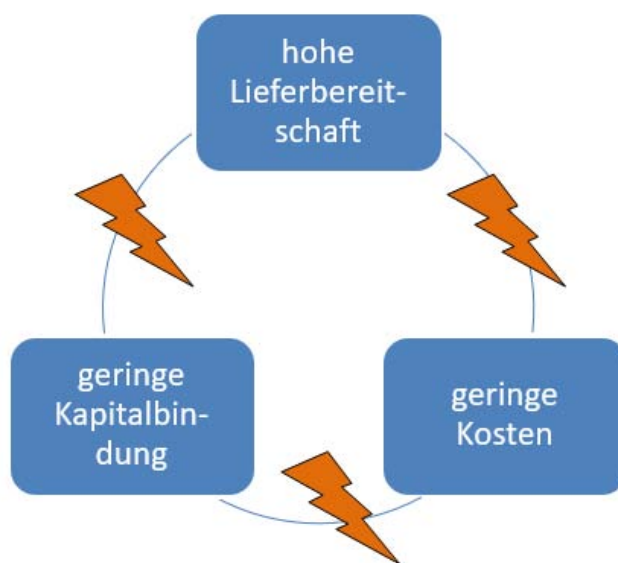 hohe
Lieferbereit-
schaft
geringe
Kapitalbin-
dung
geringe
Kosten